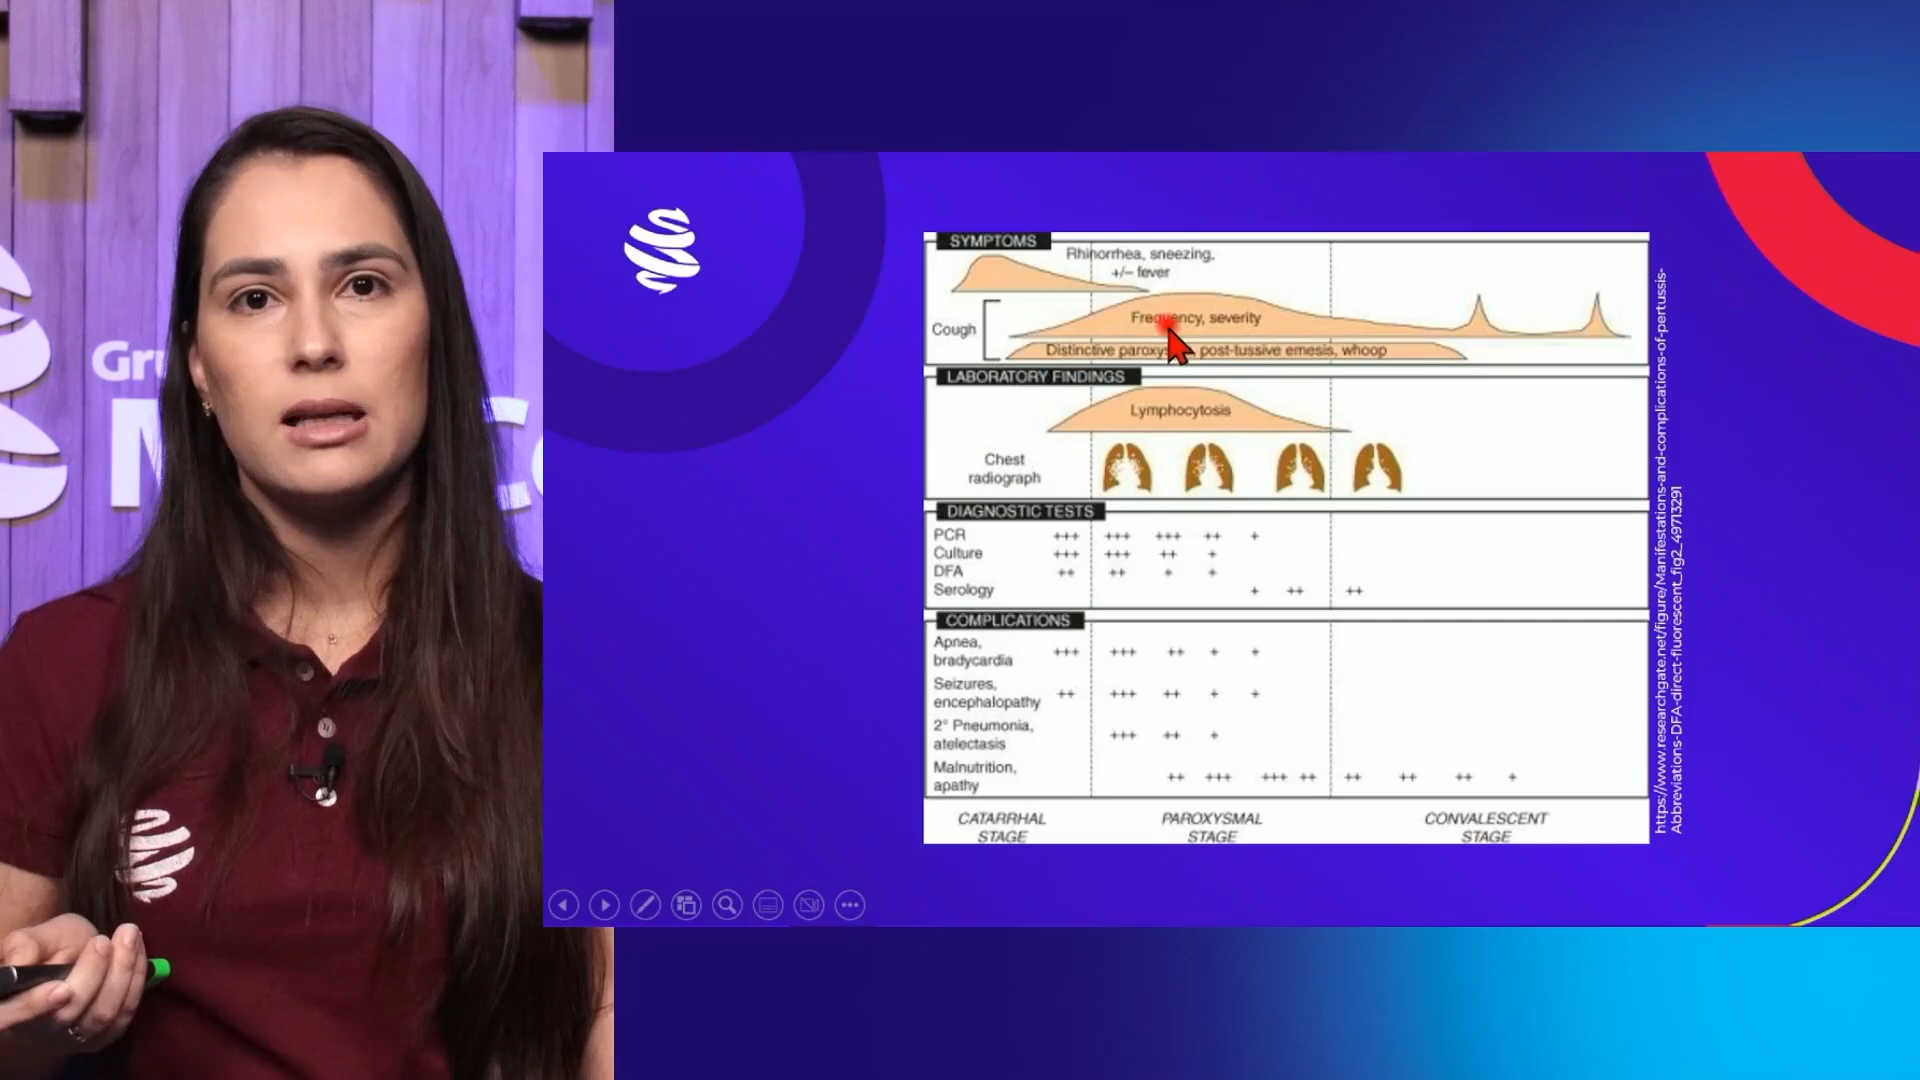 Gru
SYMPTOMS
Rhinorrhea, sneezing,
+/– fever
Cough
Frequency, severity
post-tussive emesis, whoop
Distinctive
LABORATORY FINDINGS
Lymphocytosis
Chest
radiograph
DIAGNOSTIC TESTS
PCR +++ +++ +++ ++ +
Culture +++ +++ ++ +
DFA ++ ++ + +
Serology + ++ ++
COMPLICATIONS
Apnea,
bradycardia +++ +++ ++ + +
Seizures,
encephalopathy ++ +++ ++ + +
2° Pneumonia,
atelectasis +++ ++ +
Malnutrition,
apathy ++ +++ +++ ++ ++ ++ ++ +
CATARRHAL
STAGE
PAROXYSMAL
STAGE
CONVALESCENT
STAGE
https://www.researchgate.net/figure/Manifestations-and-complications-of-pertussis-
Abbreviations-DFA-direct-fluorescent_fig2_49713291